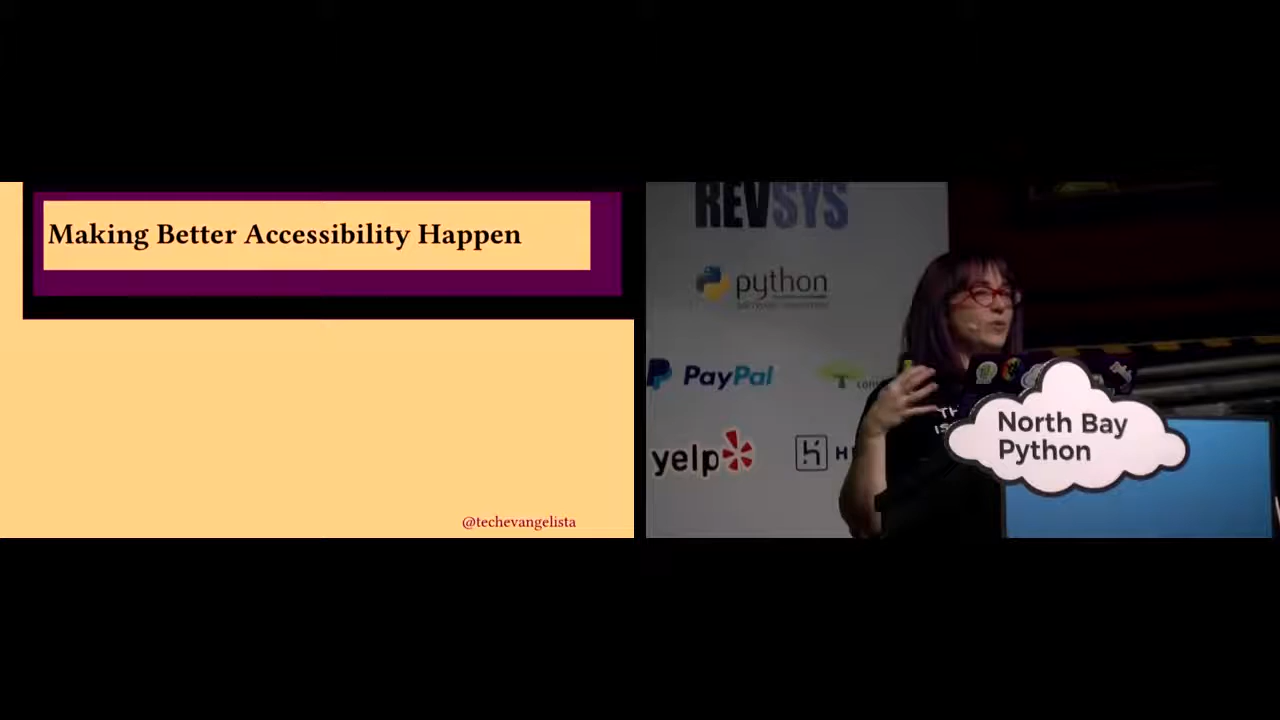 Making Better Accessibility Happen
@techevangelista
REVSYS
python
PayPal
yelp
North Bay
Python